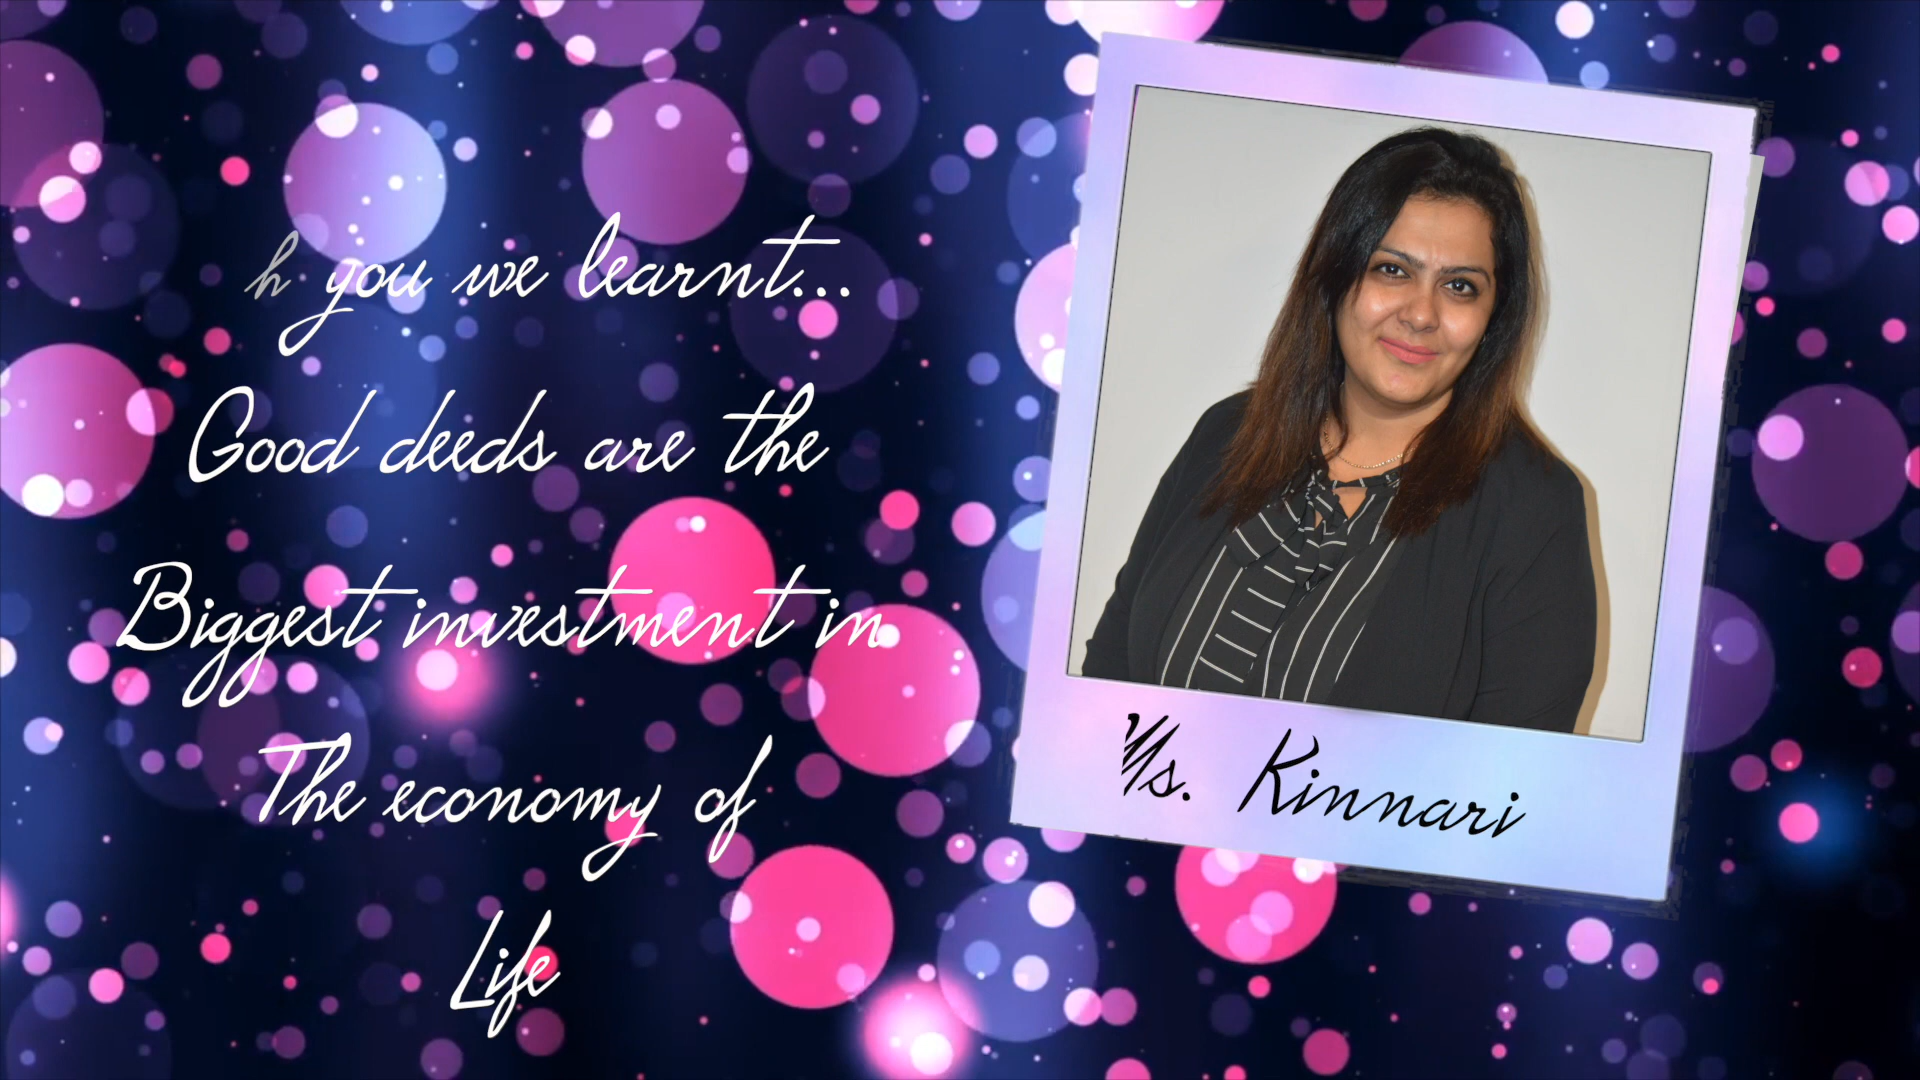 h you we learnt...
Good deeds are the
Biggest investment in
The economy of
Life
Ms. Kinnari